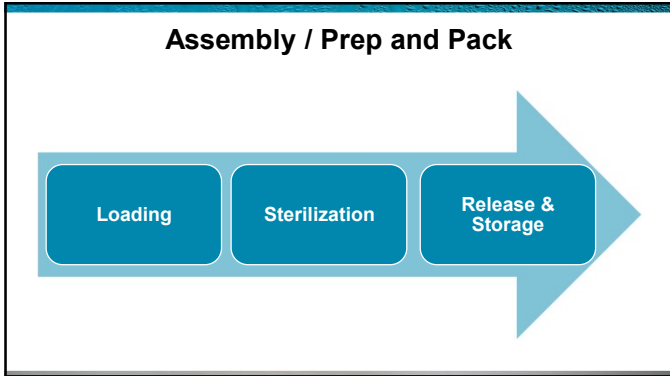 Assembly / Prep and Pack
Loading
Sterilization
Release &
Storage